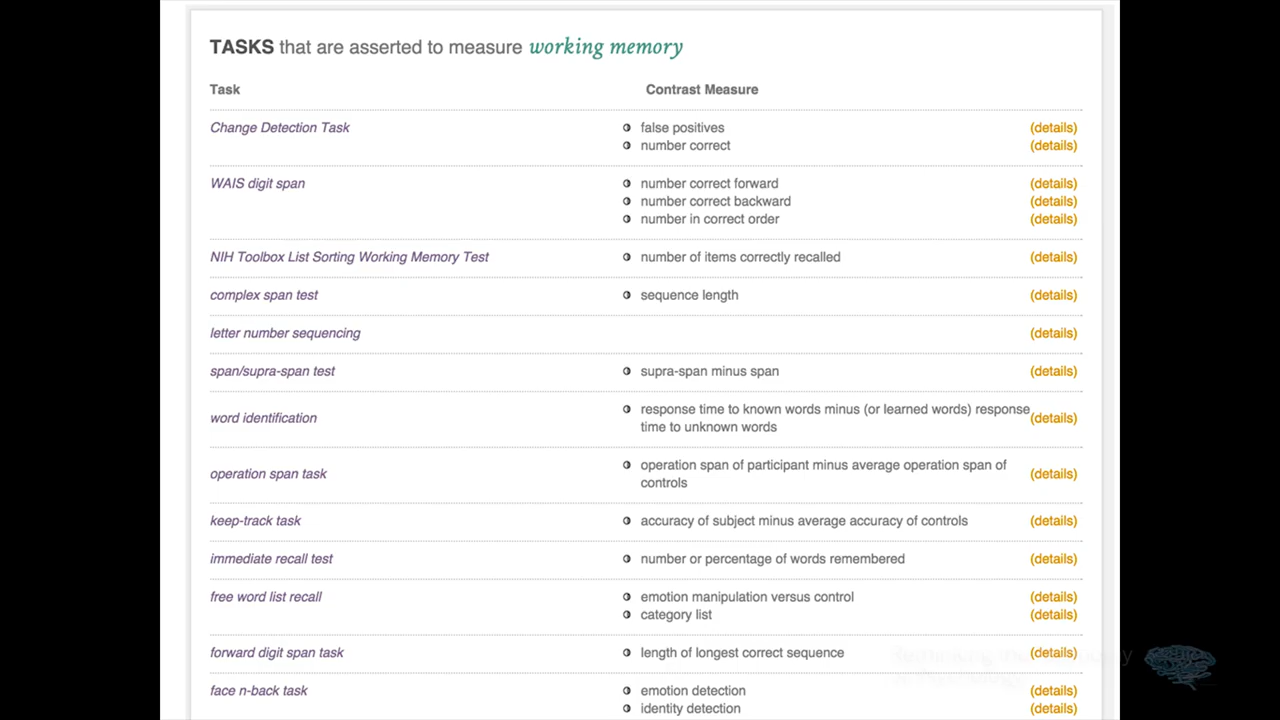 TASKS that are asserted to measure working memory
Task Contrast Measure
Change Detection Task false positives (details)
number correct (details)
WAIS digit span number correct forward (details)
number correct backward (details)
number in correct order (details)
NIH Toolbox List Sorting Working Memory Test number of items correctly recalled (details)
complex span test sequence length (details)
letter number sequencing (details)
span/supra-span test supra-span minus span (details)
word identification response time to known words minus (or learned words) response (details)
time to unknown words
operation span task operation span of participant minus average operation span of (details)
controls
keep-track task accuracy of subject minus average accuracy of controls (details)
immediate recall test number or percentage of words remembered (details)
free word list recall emotion manipulation versus control (details)
category list (details)
forward digit span task length of longest correct sequence (details)
face n-back task emotion detection (details)
identity detection (details)